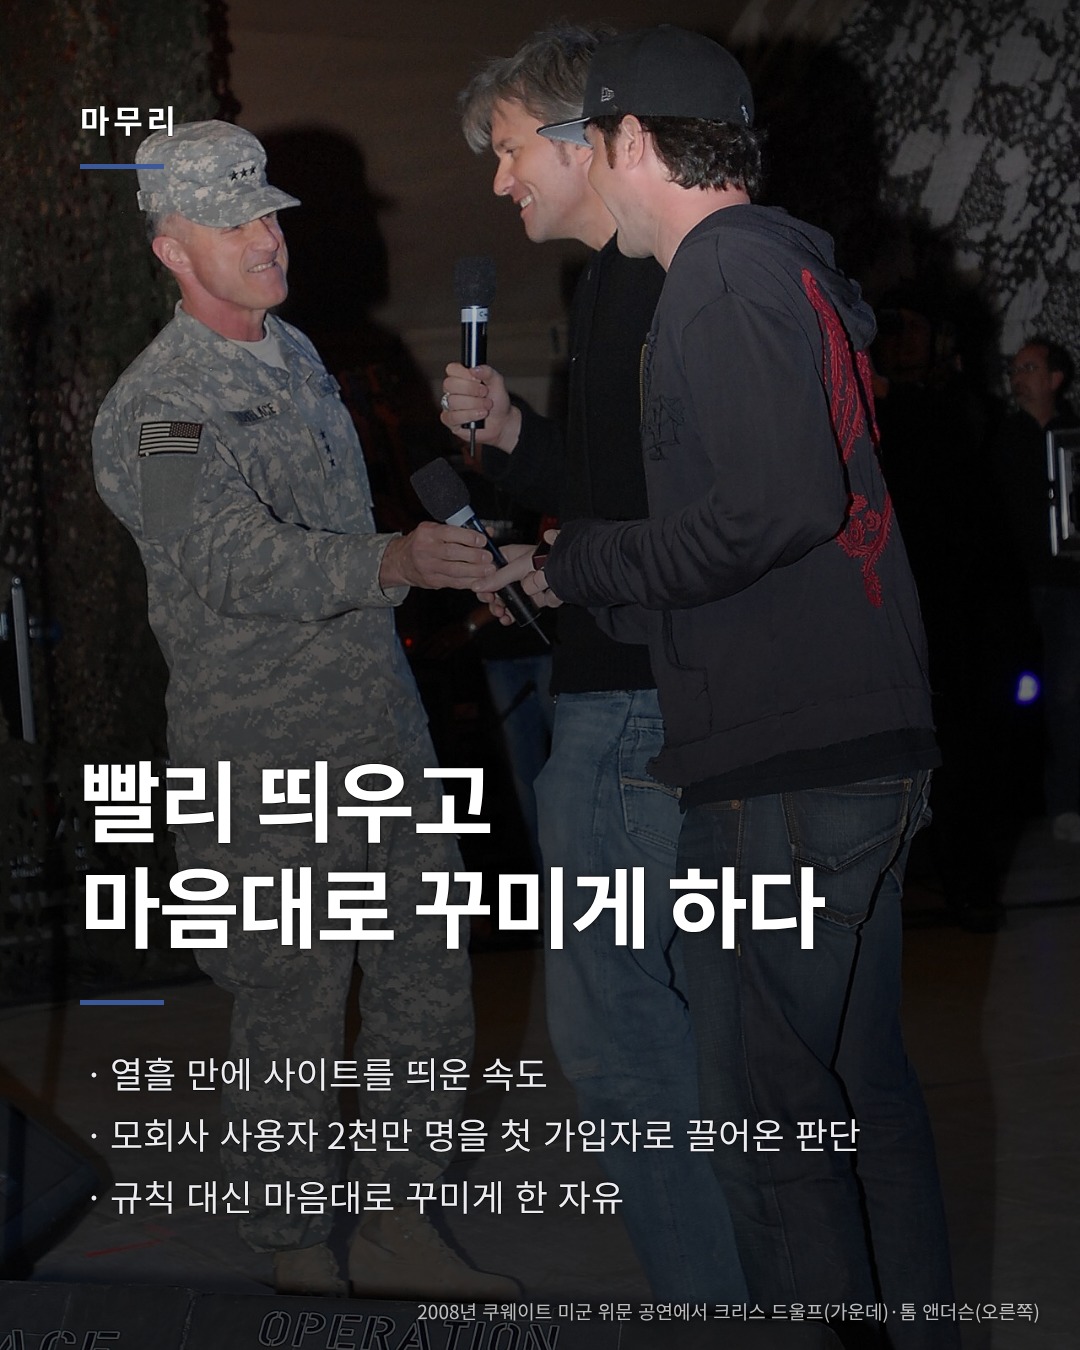 마무리
빨리 띄우고
마음대로 꾸미게 하다
· 열흘 만에 사이트를 띄운 속도
· 모회사 사용자 2천만 명을 첫 가입자로 끌어온 판단
· 규칙 대신 마음대로 꾸미게 한 자유
2008년 쿠웨이트 미군 위문 공연에서 크리스 드울프(가운데)·톰 앤더슨(오른쪽)
OPERATION